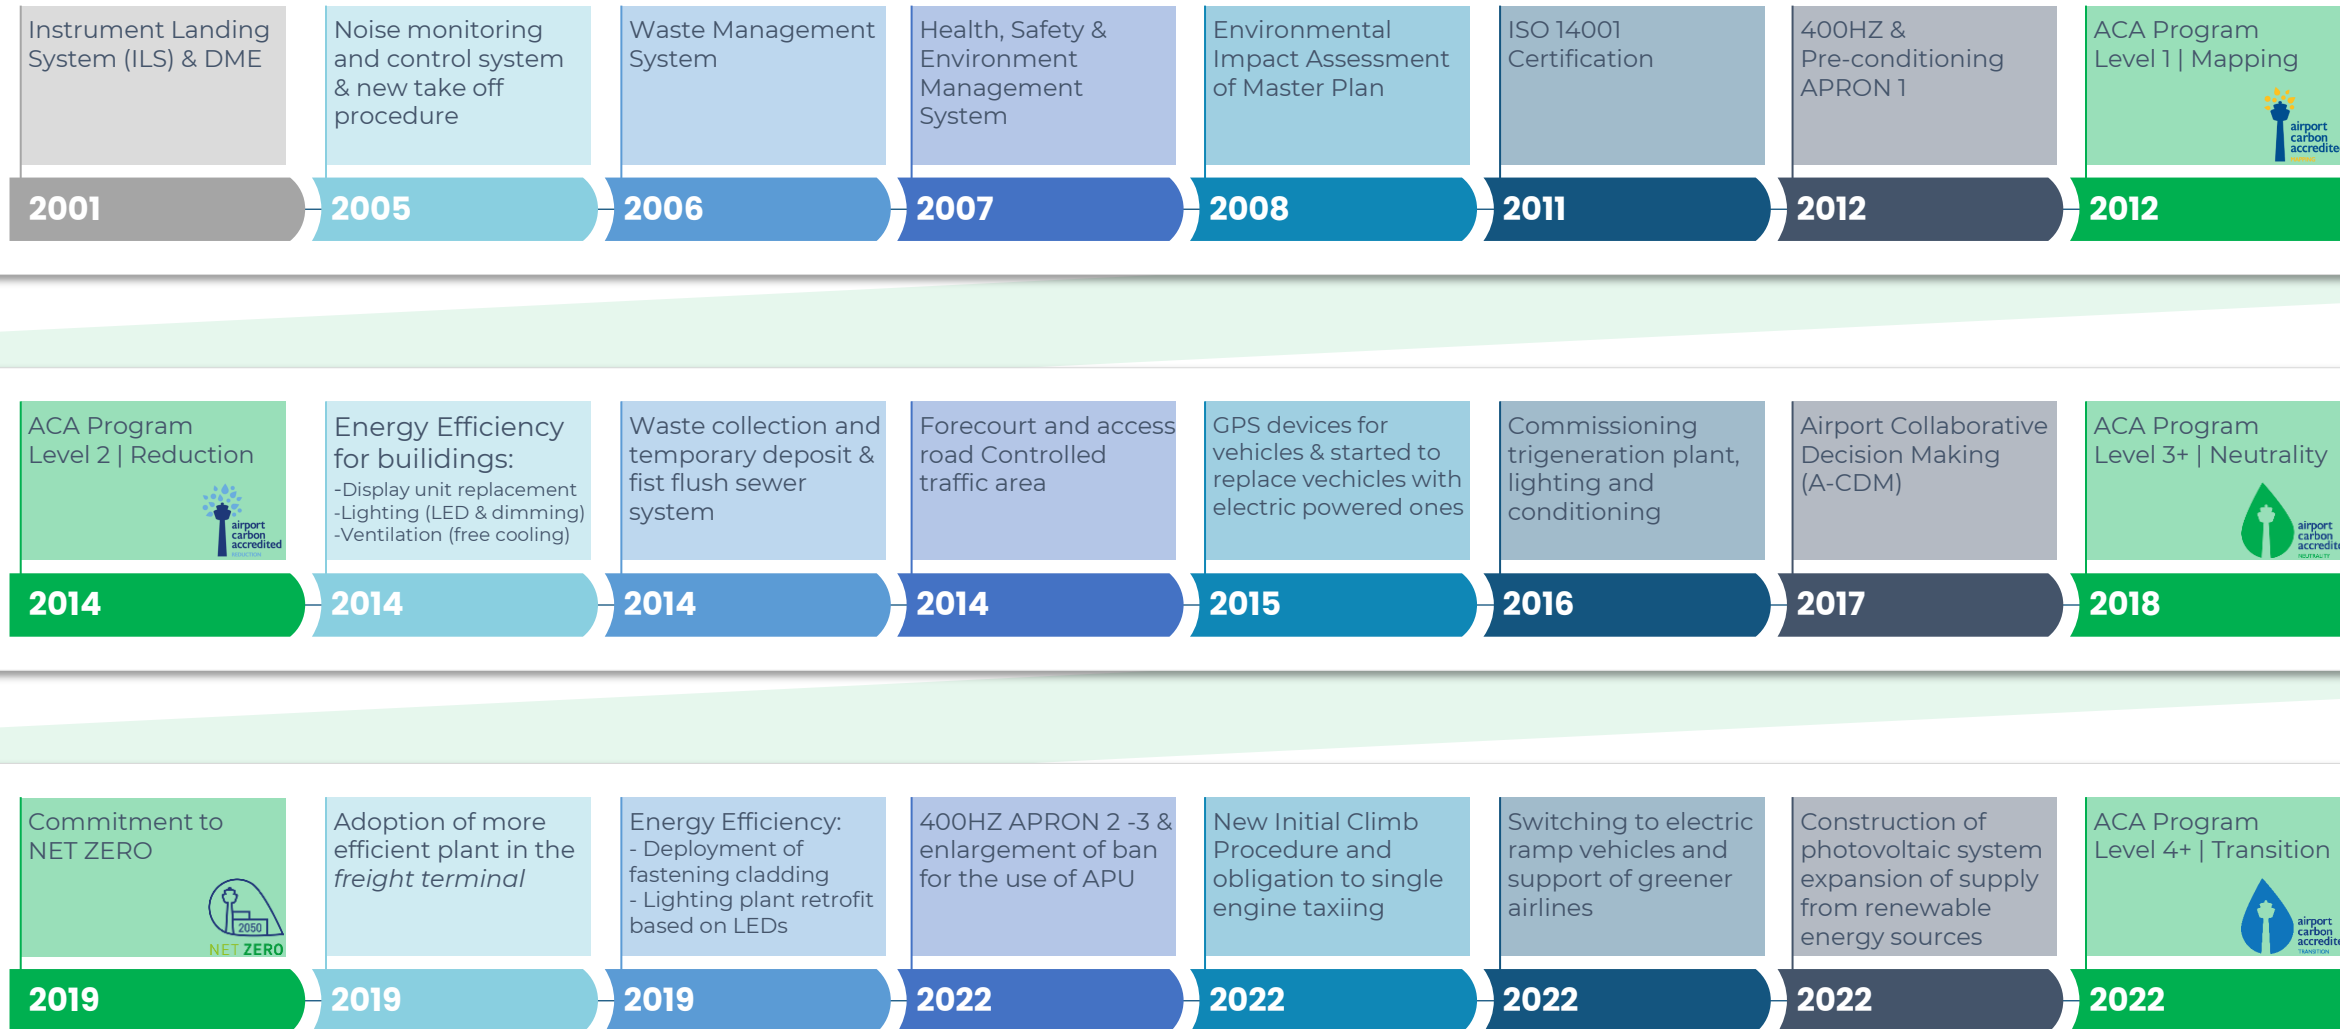 Instrument Landing
System (ILS) & DME
2001
Noise monitoring
and control system
& new take off
procedure
2005
Waste Management
System
2006
Health, Safety &
Environment
Management
System
2007
Environmental
Impact Assessment
of Master Plan
2008
ISO 14001
Certification
2011
400HZ &
Pre-conditioning
APRON 1
2012
ACA Program
Level 1 | Mapping
airport
carbon
accredite
2012
ACA Program
Level 2 | Reduction
airport
carbon
accredited
REDUCTION
2014
Energy Efficiency
for builidings:
-Display unit replacement
-Lighting (LED & dimming)
-Ventilation (free cooling)
2014
Waste collection and
temporary deposit &
fist flush sewer
system
2014
Forecourt and access
road Controlled
traffic area
2014
GPS devices for
vehicles & started to
replace vechicles with
electric powered ones
2015
Commissioning
trigeneration plant,
lighting and
conditioning
2016
Airport Collaborative
Decision Making
(A-CDM)
2017
ACA Program
Level 3+ | Neutrality
airport
carbon
accredite
NEUTRALITY
2018
Commitment to
NET ZERO
2050
NET ZERO
2019
Adoption of more
efficient plant in the
freight terminal
2019
Energy Efficiency:
- Deployment of
fastening cladding
- Lighting plant retrofit
based on LEDs
2019
400HZ APRON 2 -3 &
enlargement of ban
for the use of APU
2022
New Initial Climb
Procedure and
obligation to single
engine taxiing
2022
Switching to electric
ramp vehicles and
support of greener
airlines
2022
Construction of
photovoltaic system
expansion of supply
from renewable
energy sources
2022
ACA Program
Level 4+ | Transition
airport
carbon
accredite
TRANSITION
2022